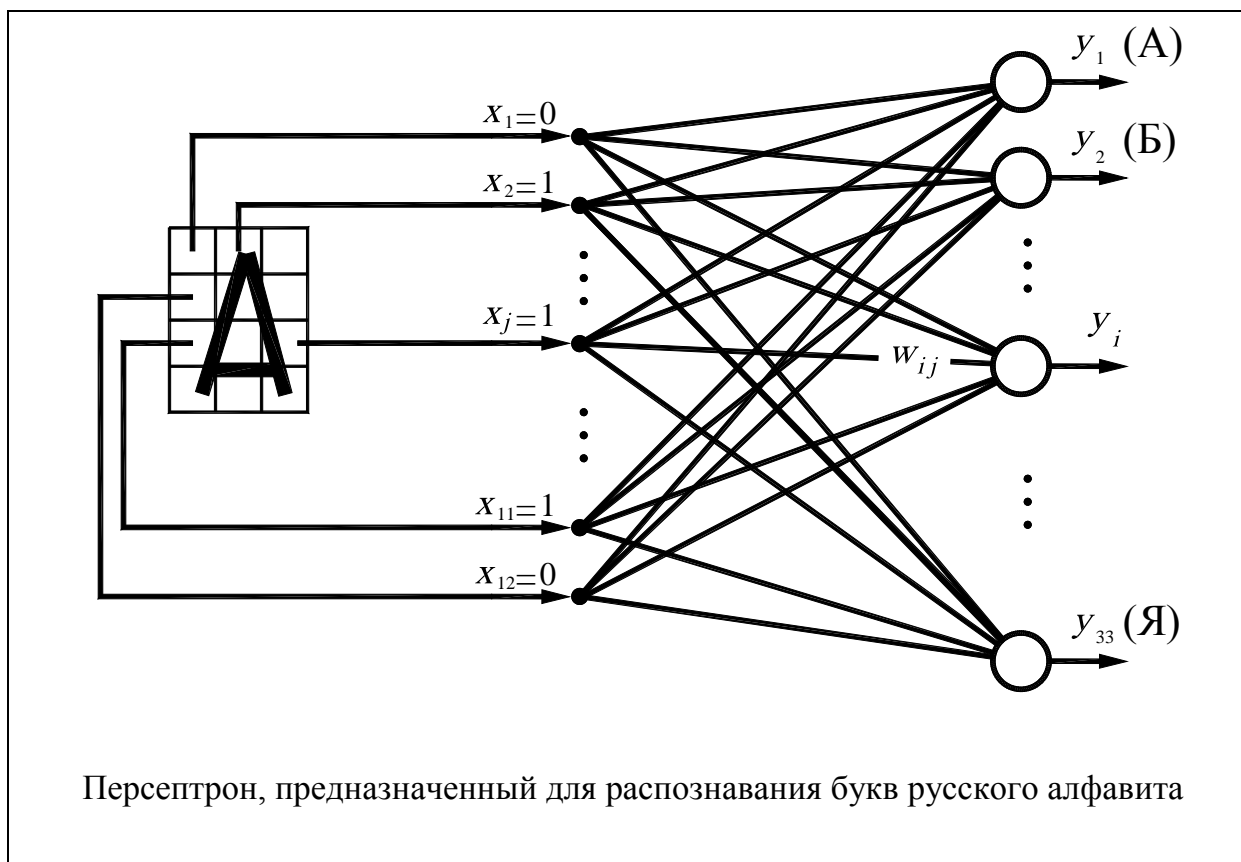 y₁ (А)
x₁=0
y₂ (Б)
x₂=1
А
xⱼ=1
yᵢ
wᵢⱼ
x₁₁=1
x₁₂=0
y₃₃ (Я)
Персептрон, предназначенный для распознавания букв русского алфавита